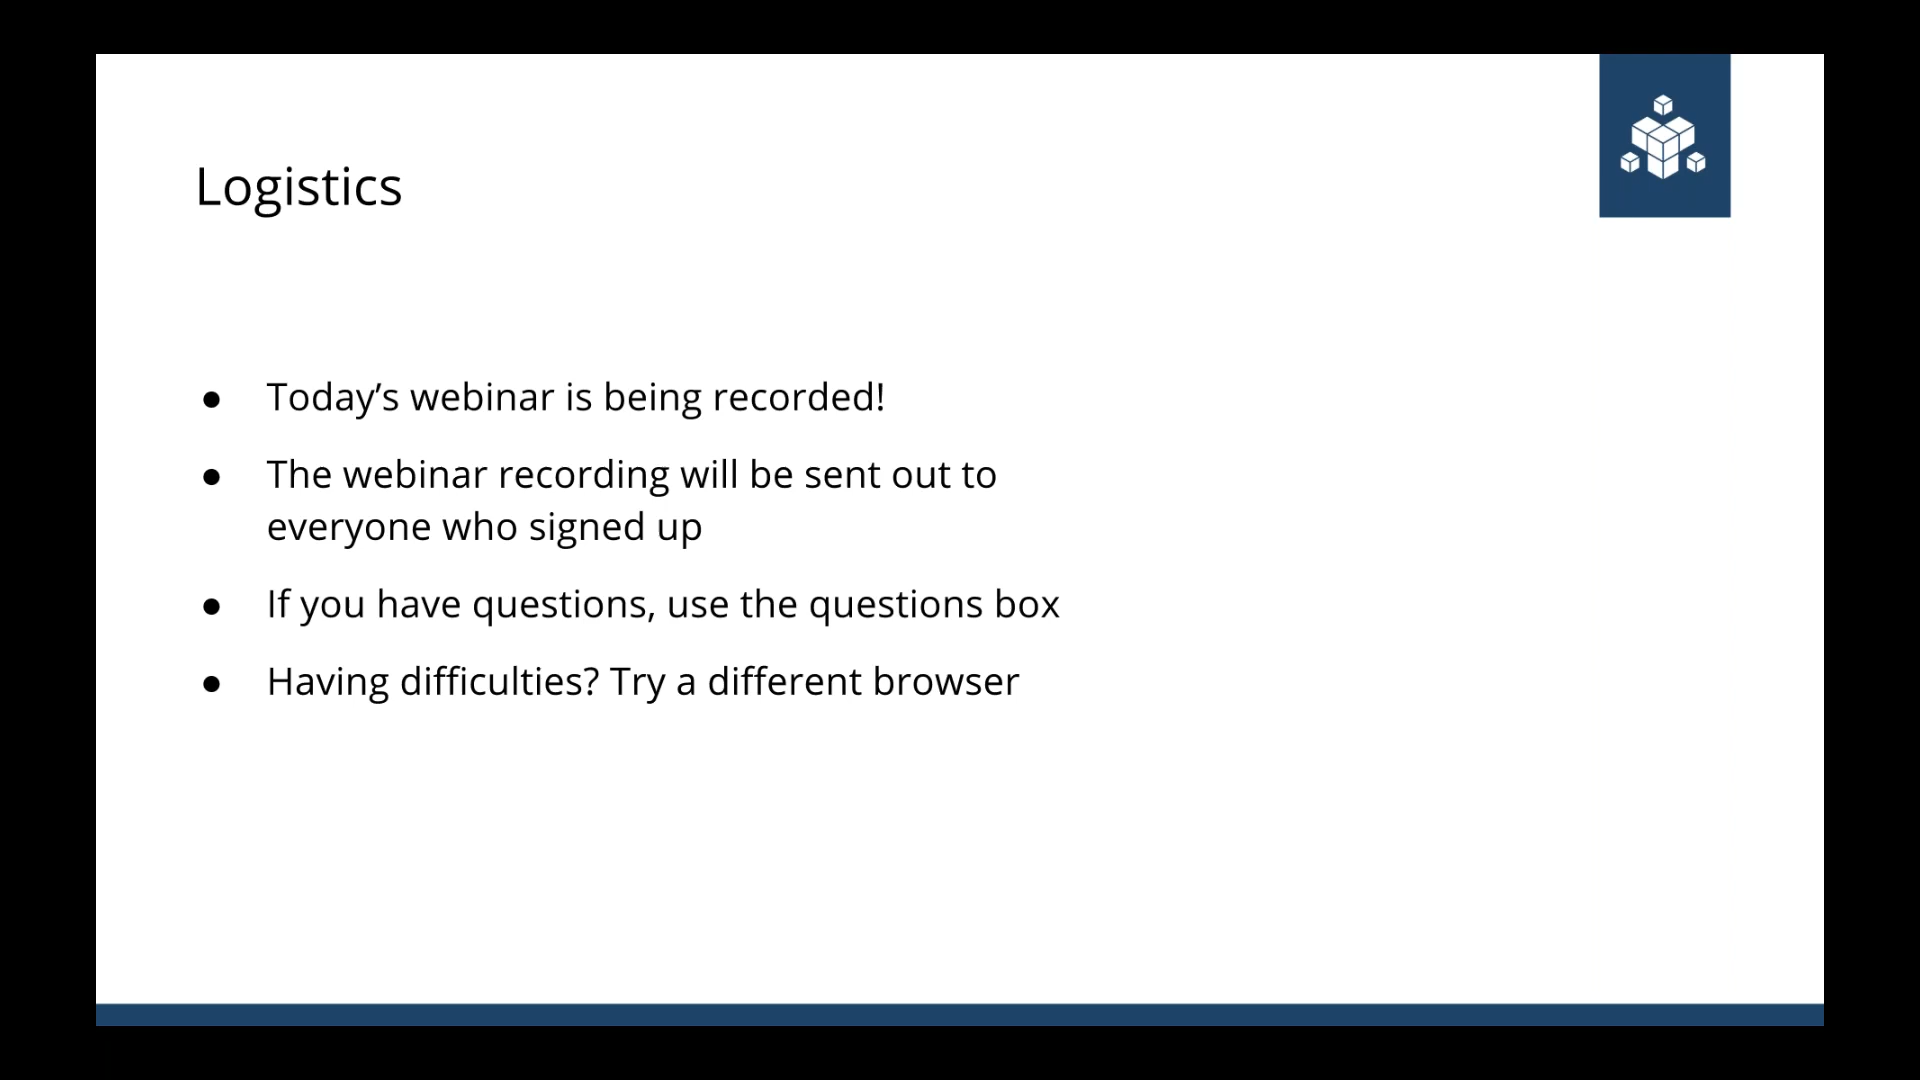 Logistics
● Today’s webinar is being recorded!
● The webinar recording will be sent out to
everyone who signed up
● If you have questions, use the questions box
● Having difficulties? Try a different browser